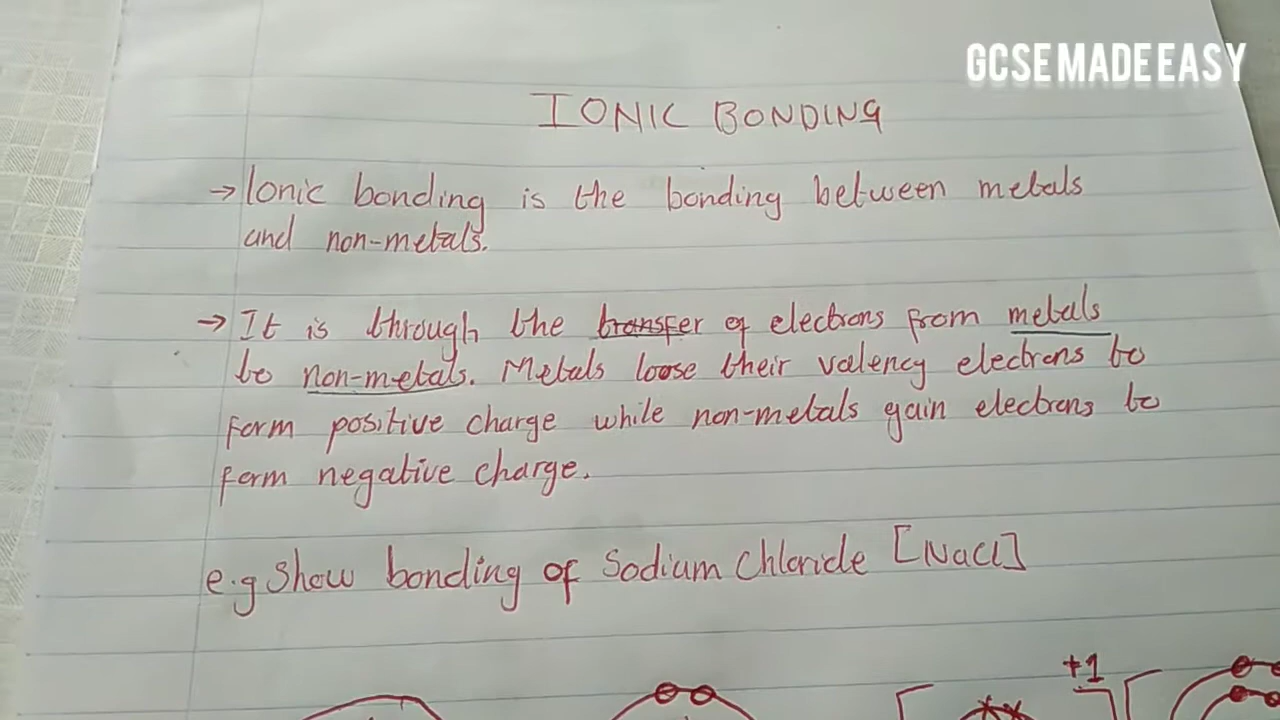 GCSE MADE EASY
IONIC BONDING
→ Ionic bonding is the bonding between metals
and non-metals.
→ It is through the transfer of electrons from metals
to non-metals. Metals loose their valency electrons to
form positive charge while non-metals gain electrons to
form negative charge.
e.g Show bonding of Sodium Chloride [NaCl]
+1